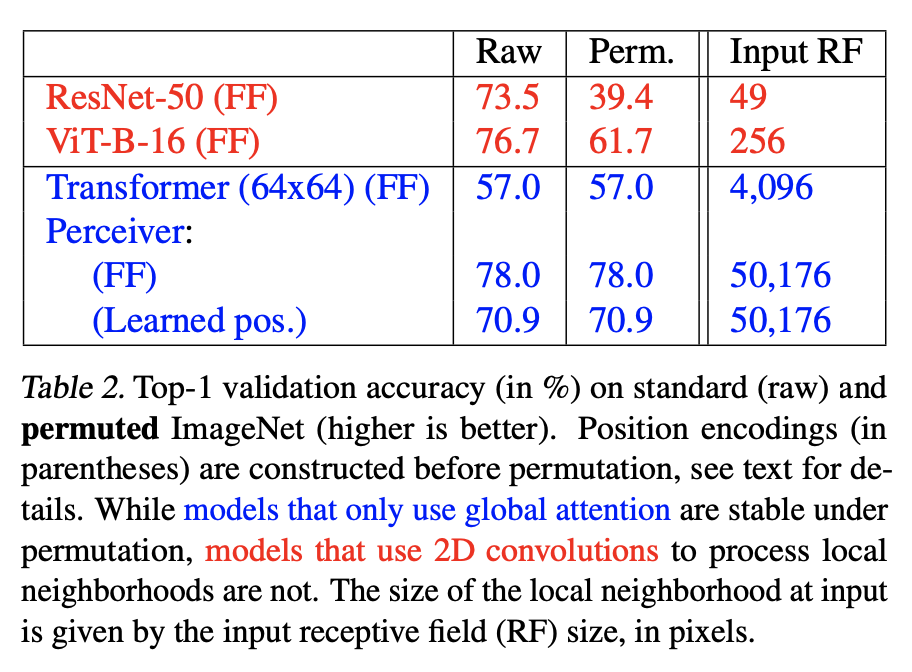 Raw Perm. Input RF
ResNet-50 (FF) 73.5 39.4 49
ViT-B-16 (FF) 76.7 61.7 256
Transformer (64x64) (FF) 57.0 57.0 4,096
Perceiver:
(FF) 78.0 78.0 50,176
(Learned pos.) 70.9 70.9 50,176
Table 2. Top-1 validation accuracy (in %) on standard (raw) and
permuted ImageNet (higher is better). Position encodings (in
parentheses) are constructed before permutation, see text for de-
tails. While models that only use global attention are stable under
permutation, models that use 2D convolutions to process local
neighborhoods are not. The size of the local neighborhood at input
is given by the input receptive field (RF) size, in pixels.